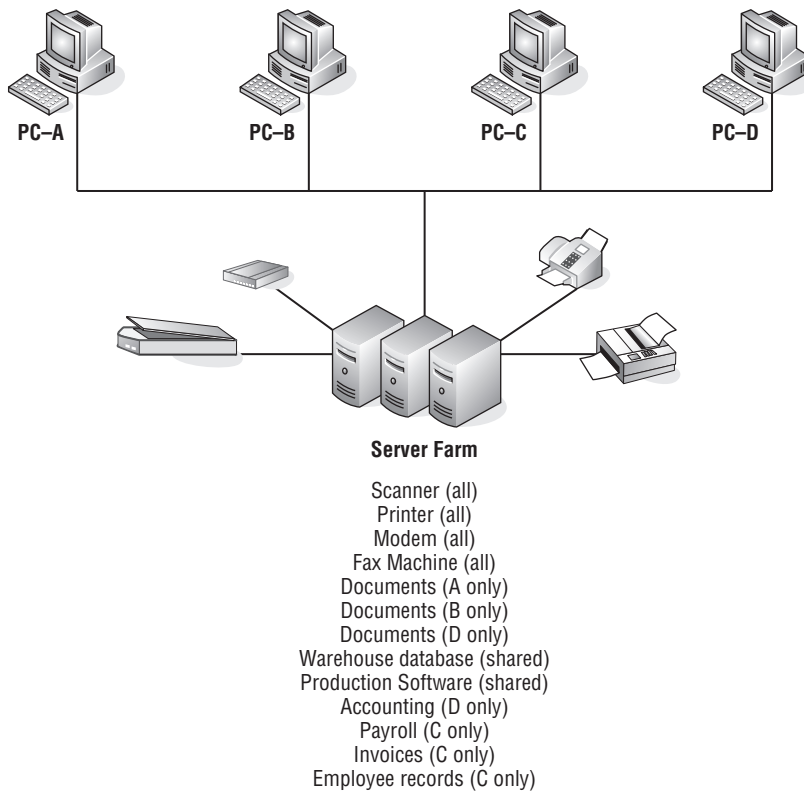 PC–A
PC–B
PC–C
PC–D
Server Farm
Scanner (all)
Printer (all)
Modem (all)
Fax Machine (all)
Documents (A only)
Documents (B only)
Documents (D only)
Warehouse database (shared)
Production Software (shared)
Accounting (D only)
Payroll (C only)
Invoices (C only)
Employee records (C only)